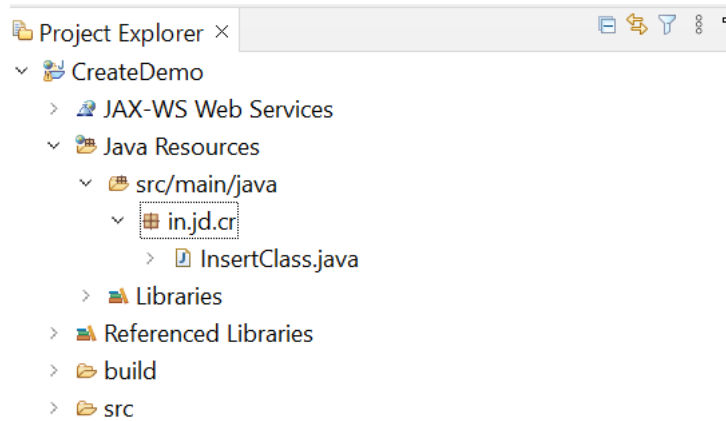 Project Explorer ×
CreateDemo
JAX-WS Web Services
Java Resources
src/main/java
in.jd.cr
InsertClass.java
Libraries
Referenced Libraries
build
src